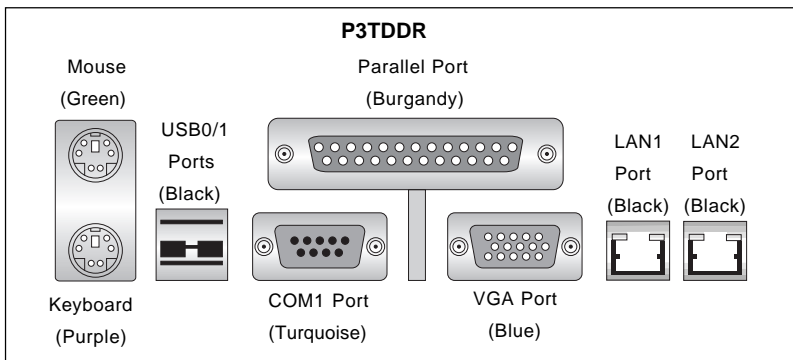 P3TDDR
Mouse
(Green)
Parallel Port
(Burgandy)
USB0/1
Ports
(Black)
LAN1
Port
(Black)
LAN2
Port
(Black)
Keyboard
(Purple)
COM1 Port
(Turquoise)
VGA Port
(Blue)